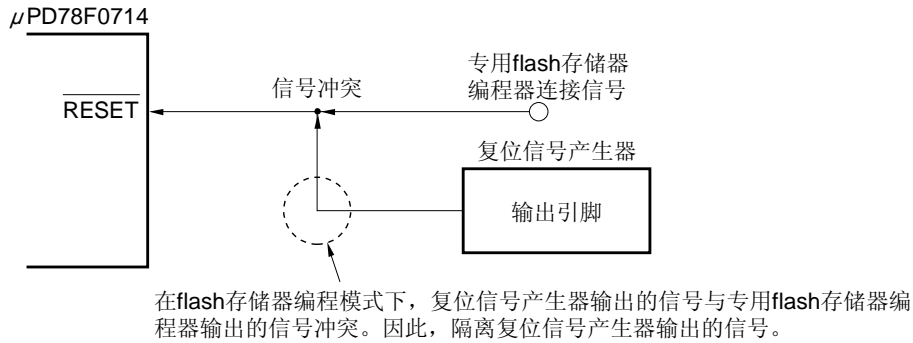 μPD78F0714
RESET
信号冲突
专用flash存储器
编程器连接信号
复位信号产生器
输出引脚
在flash存储器编程模式下，复位信号产生器输出的信号与专用flash存储器编
程器输出的信号冲突。因此，隔离复位信号产生器输出的信号。